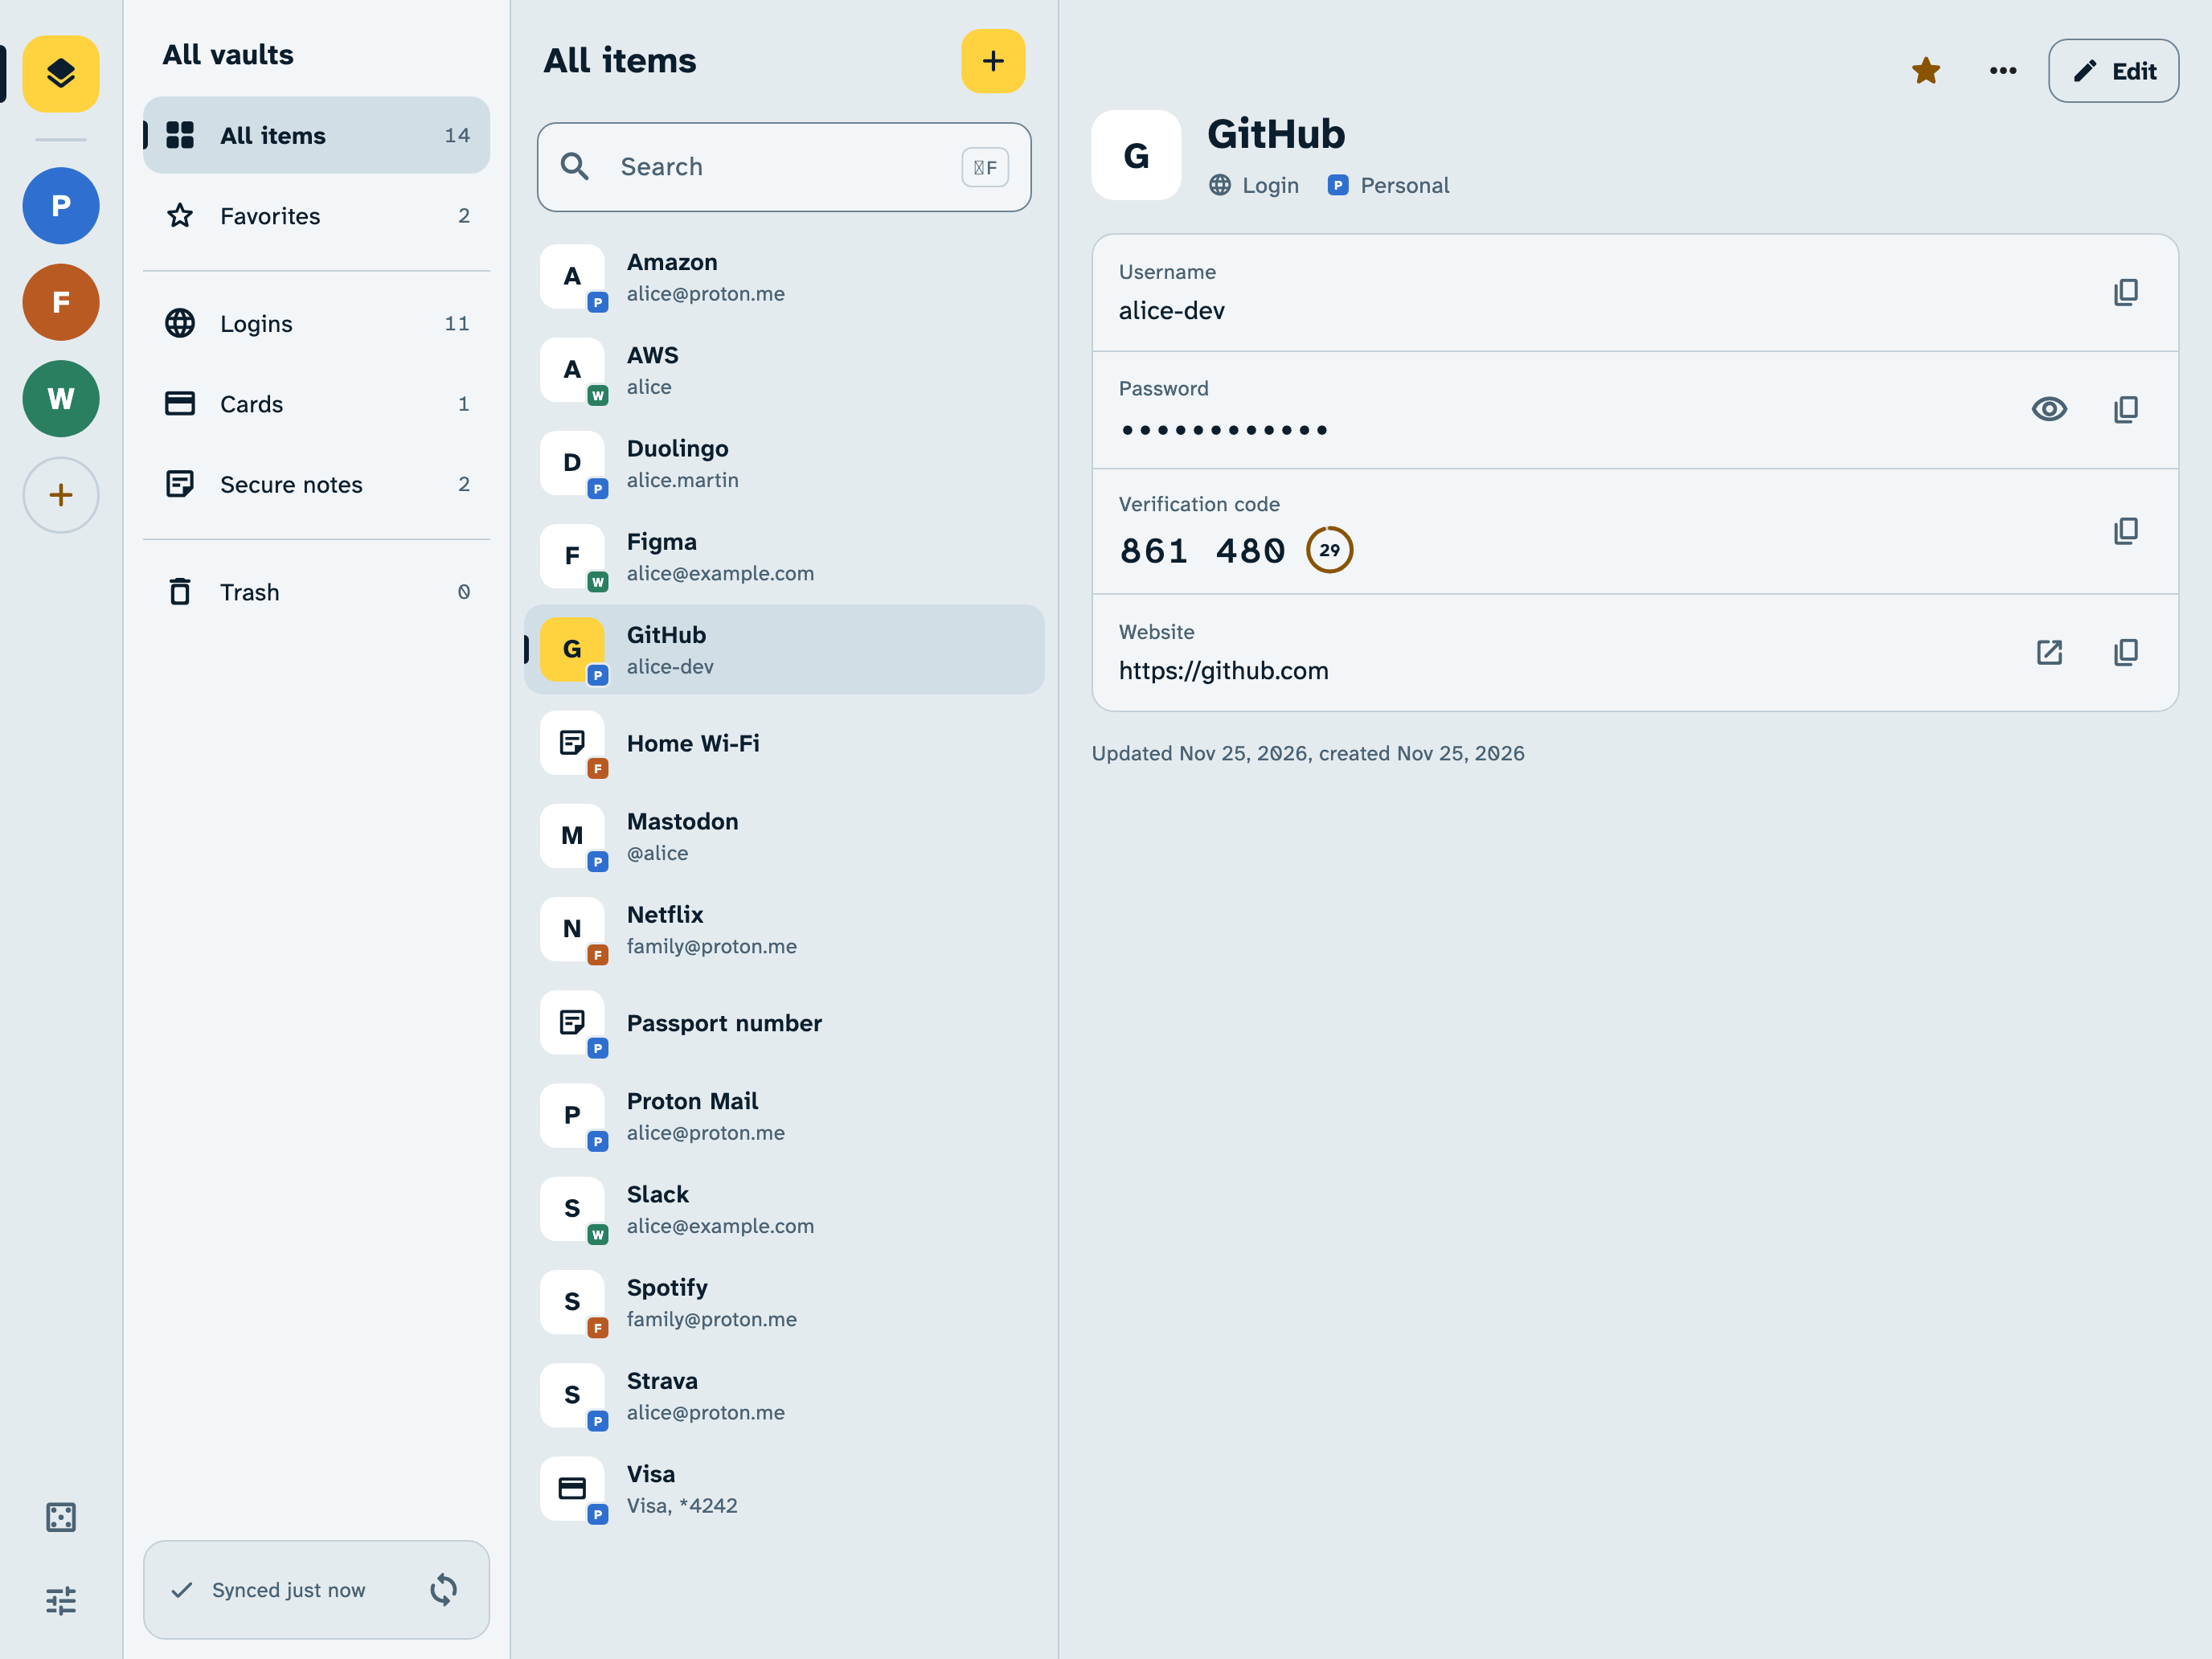 All vaults
All items 14
Favorites 2
Logins 11
Cards 1
Secure notes 2
Trash 0
P
F
W
Synced just now
All items
Search F
A P
Amazon
alice@proton.me
A W
AWS
alice
D P
Duolingo
alice.martin
F W
Figma
alice@example.com
G P
GitHub
alice-dev
F
Home Wi-Fi
M P
Mastodon
@alice
N F
Netflix
family@proton.me
P
Passport number
P P
Proton Mail
alice@proton.me
S W
Slack
alice@example.com
S F
Spotify
family@proton.me
S P
Strava
alice@proton.me
P
Visa
Visa, *4242
Edit
G
GitHub
Login P Personal
Username
alice-dev
Password
••••••••••••
Verification code
861 480 29
Website
https://github.com
Updated Nov 25, 2026, created Nov 25, 2026